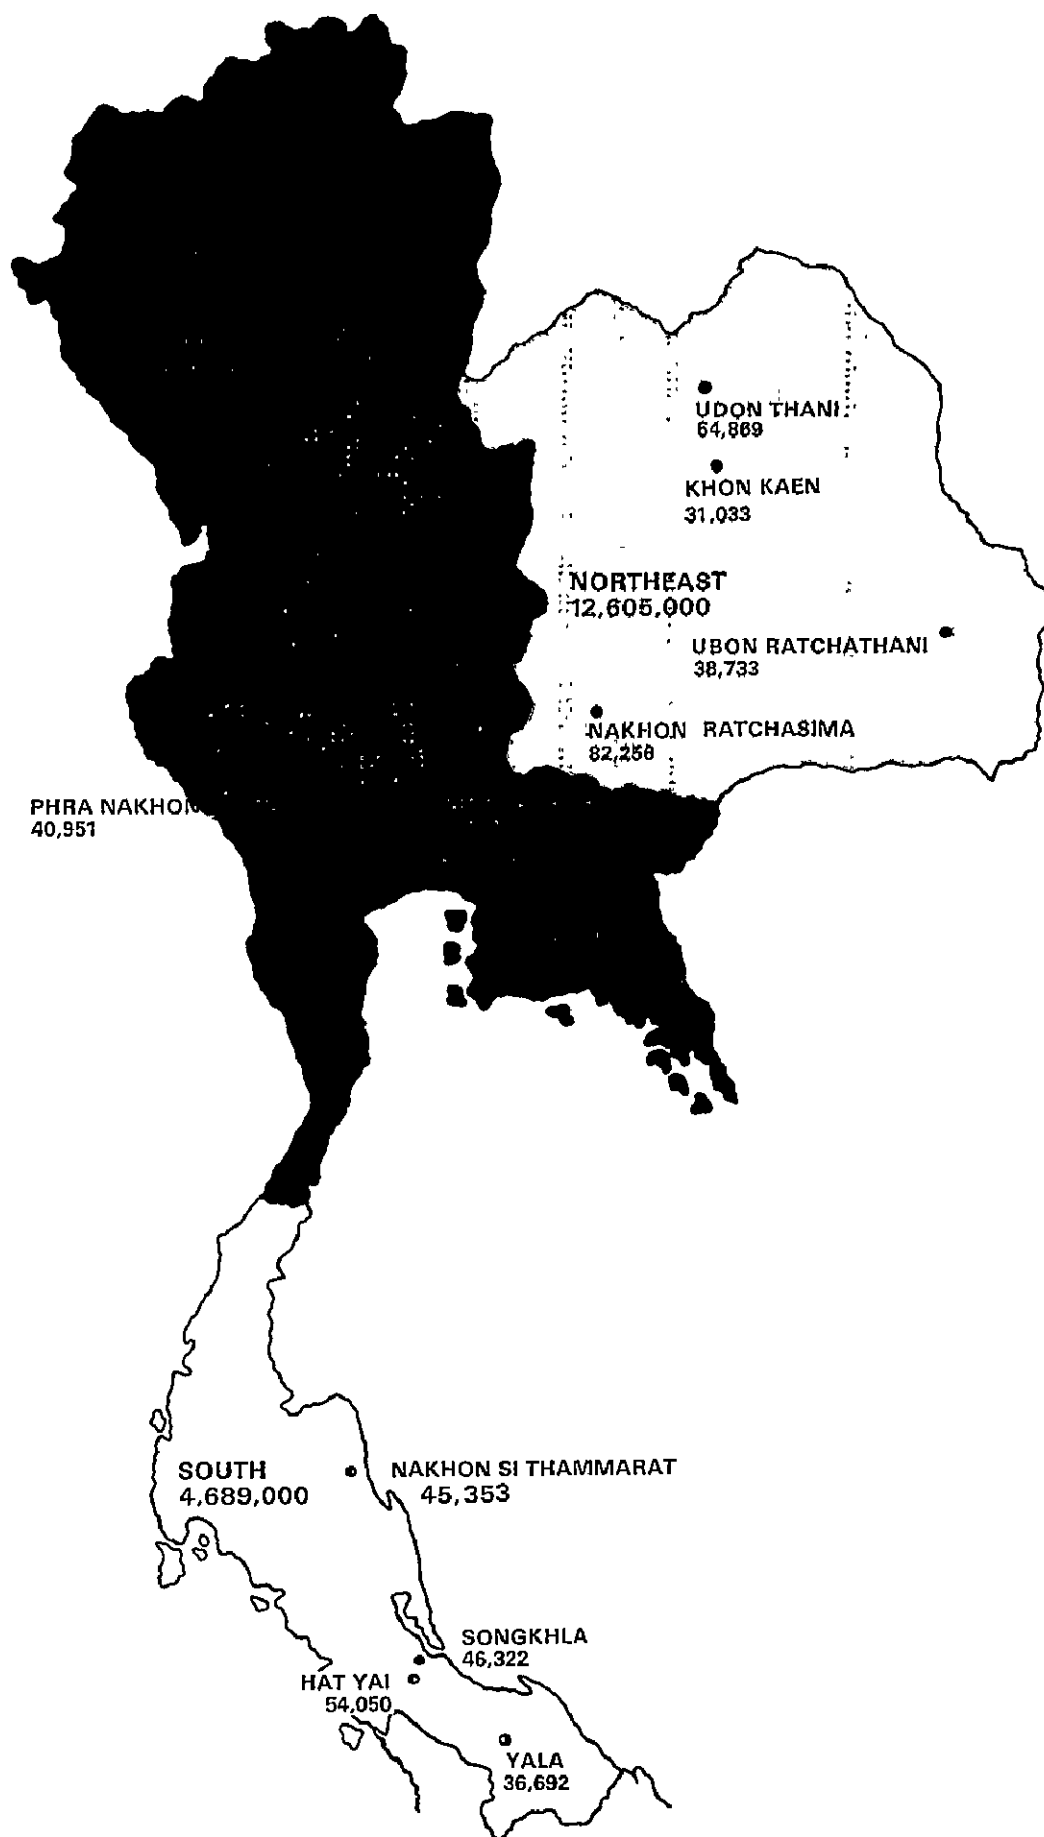 UDON THANI
64,869
KHON KAEN
31,033
NORTHEAST
12,605,000
UBON RATCHATHANI
38,733
NAKHON RATCHASIMA
82,256
PHRA NAKHON
40,951
SOUTH
4,689,000
NAKHON SI THAMMARAT
45,353
SONGKHLA
46,322
HAT YAI
54,050
YALA
36,692